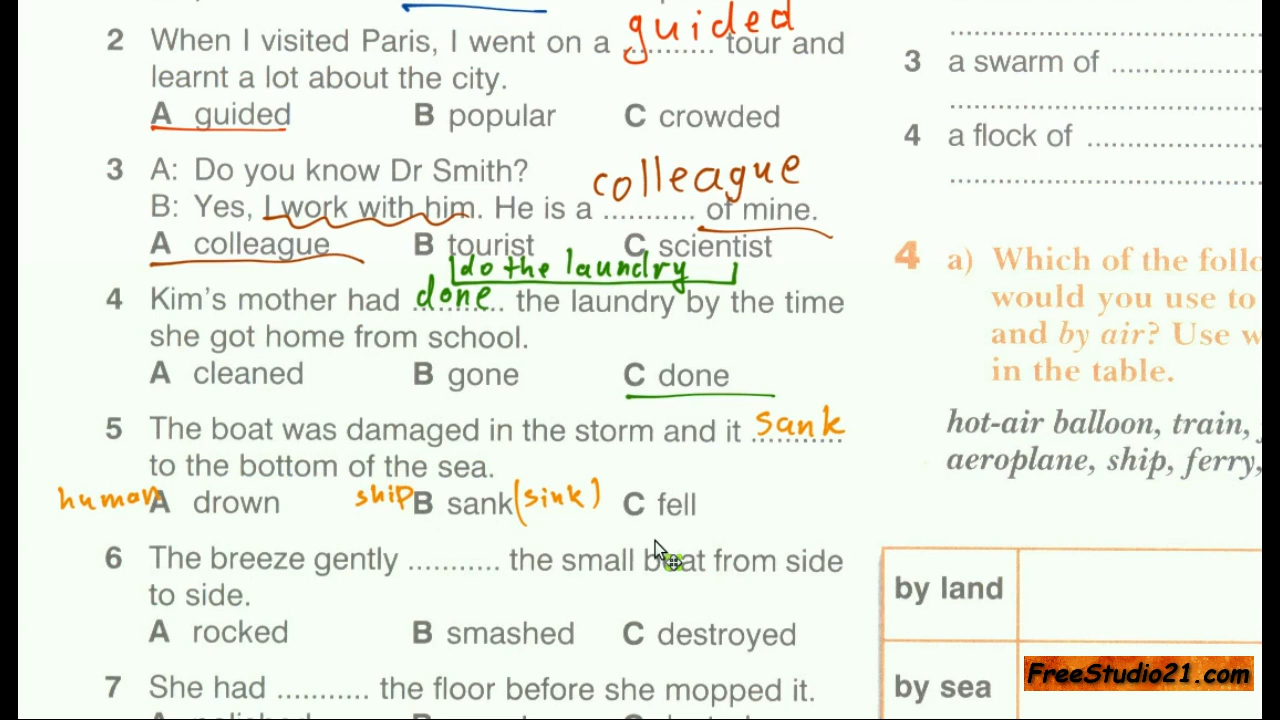 guided
2 When I visited Paris, I went on a .......... tour and
learnt a lot about the city.
A guided B popular C crowded
3 A: Do you know Dr Smith?
colleague
B: Yes, I work with him. He is a .......... of mine.
A colleague B tourist C scientist
do the laundry
4 Kim's mother had done the laundry by the time
she got home from school.
A cleaned B gone C done
5 The boat was damaged in the storm and it sank
to the bottom of the sea.
human A drown ship B sank (sink) C fell
6 The breeze gently .......... the small boat from side
to side.
A rocked B smashed C destroyed
7 She had .......... the floor before she mopped it.
3 a swarm of ..........
4 a flock of ..........
4 a) Which of the
would you use to
and by air? Use
in the table.
hot-air balloon, train,
aeroplane, ship, ferry,
by land
by sea
FreeStudio21.com